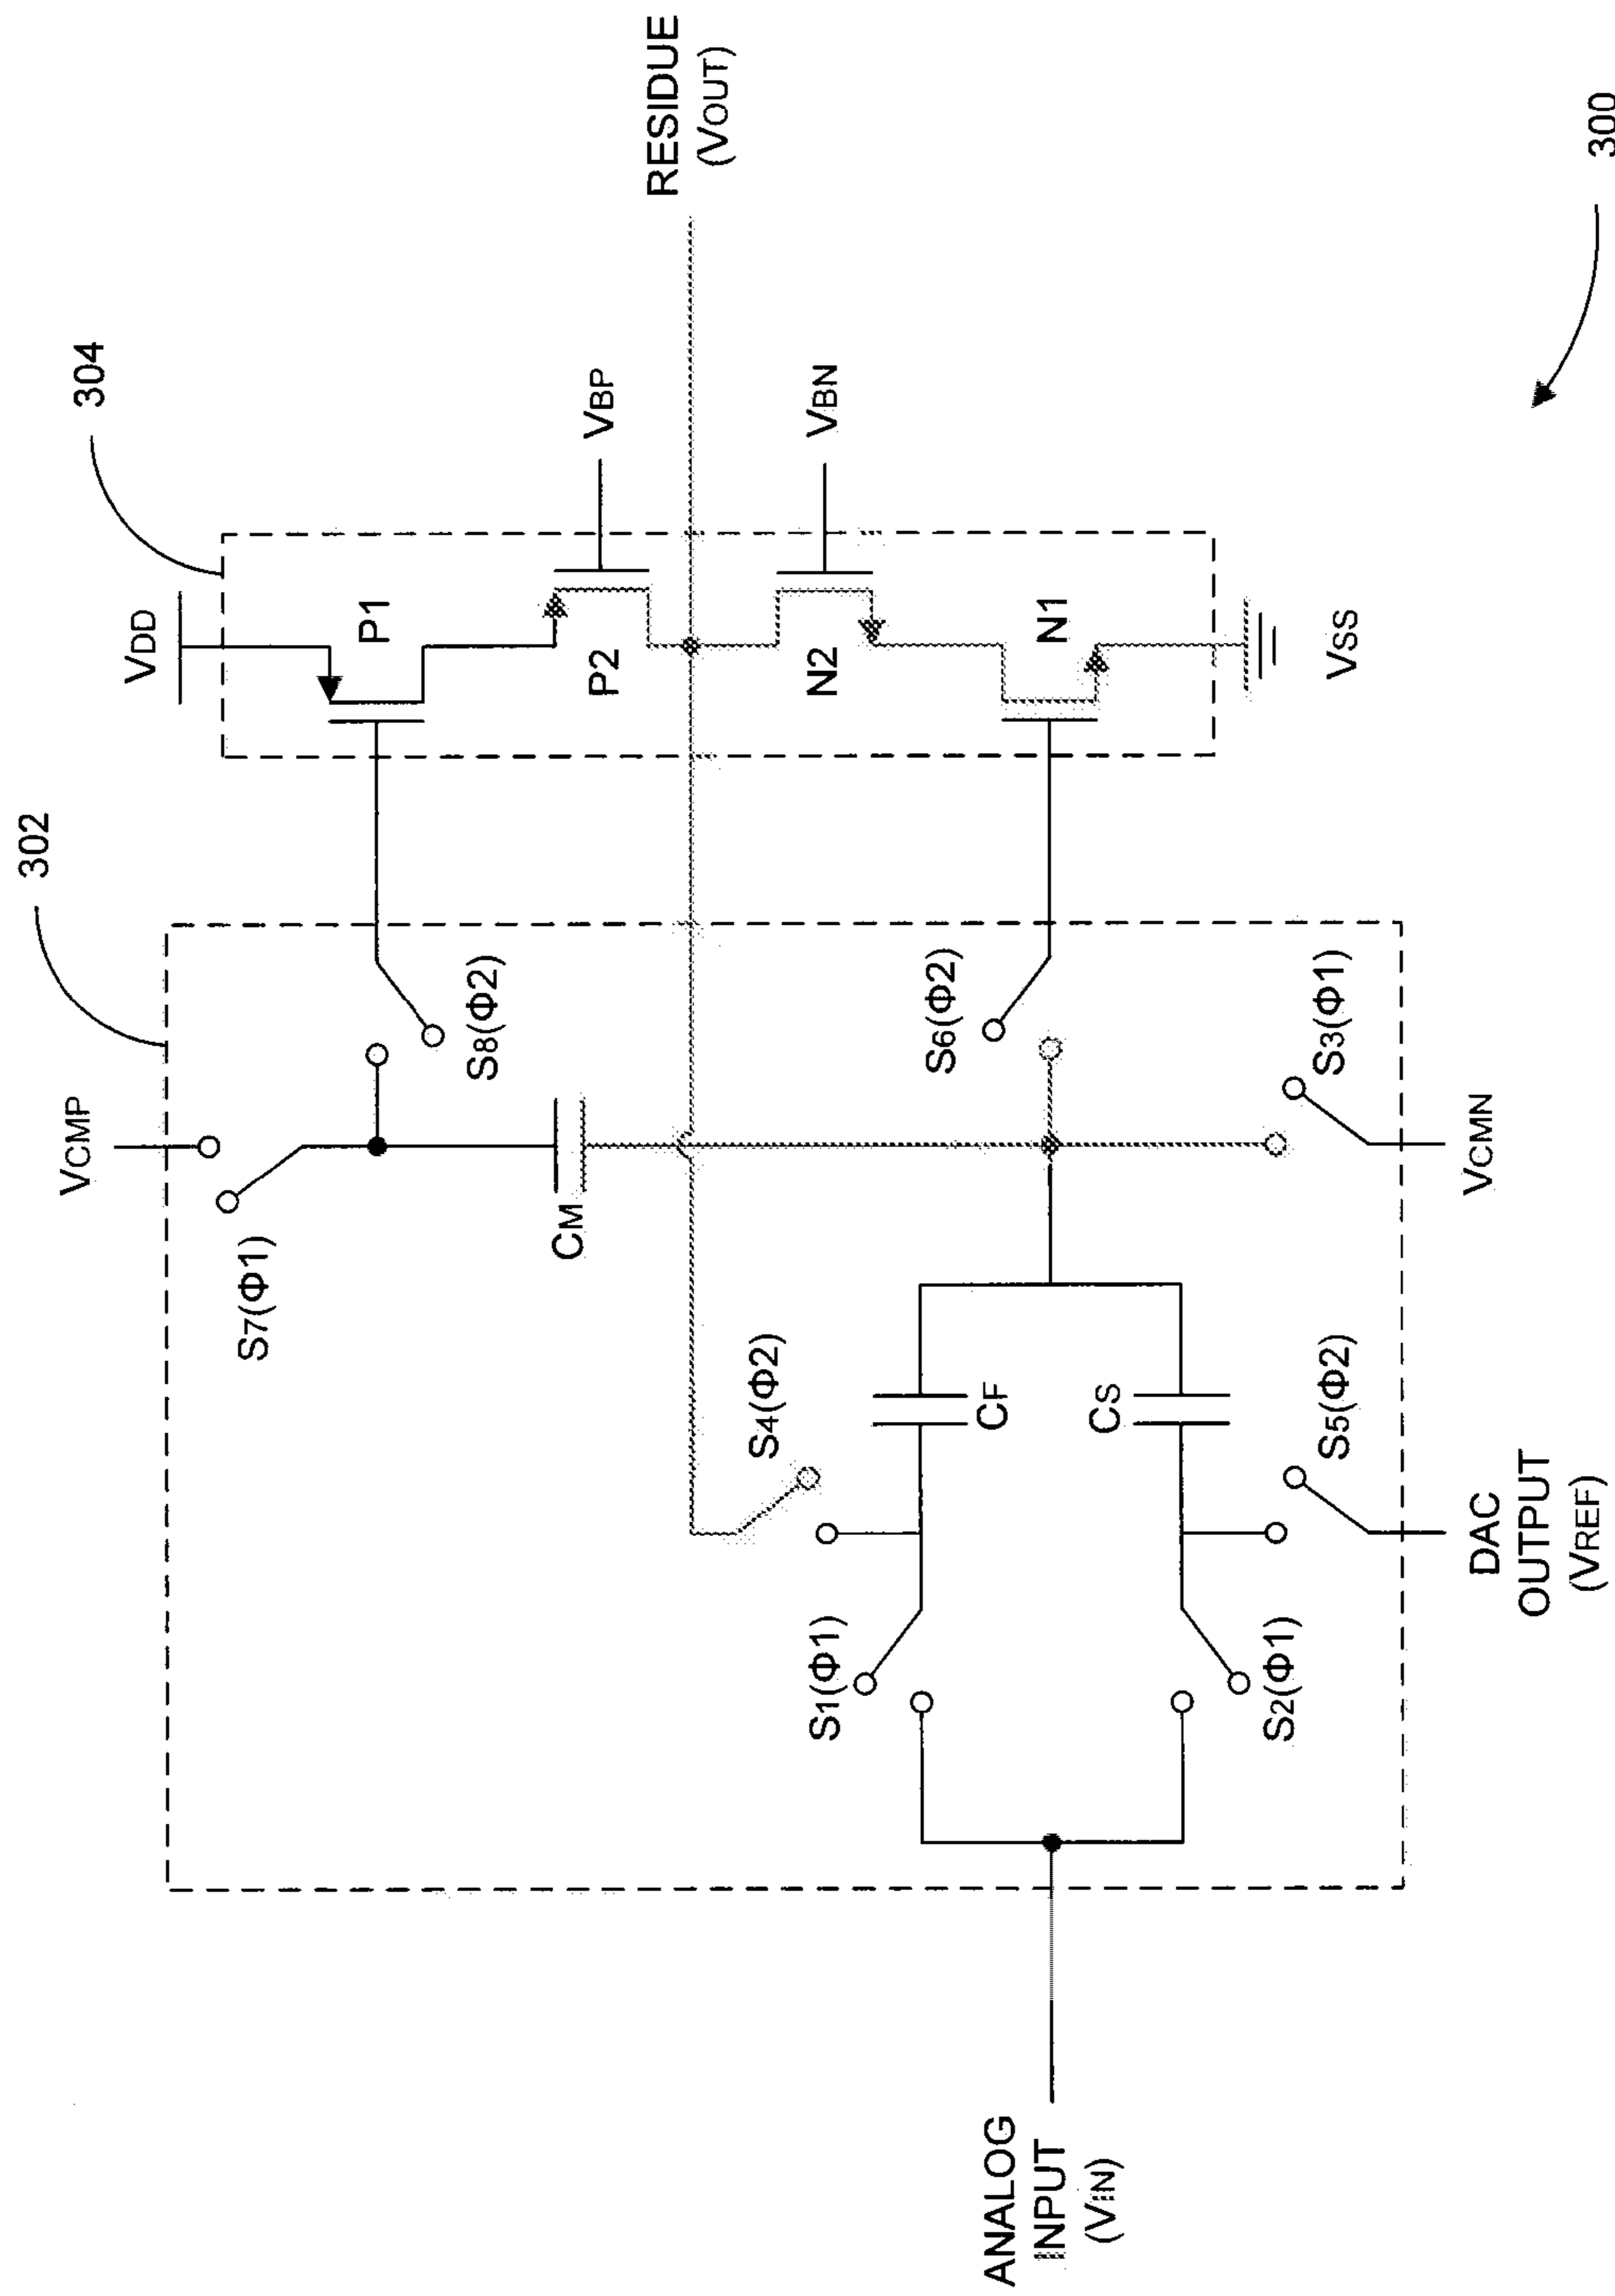 302
304
VCMP
VDD
S7(Φ1)
P1
S8(Φ2)
CM
P2
VBP
RESIDUE
(VOUT)
S4(Φ2)
N2
VBN
S1(Φ1)
CF
S6(Φ2)
ANALOG
INPUT
(VIN)
N1
CS
S2(Φ1)
S5(Φ2)
S3(Φ1)
VSS
VCMN
DAC
OUTPUT
(VREF)
300